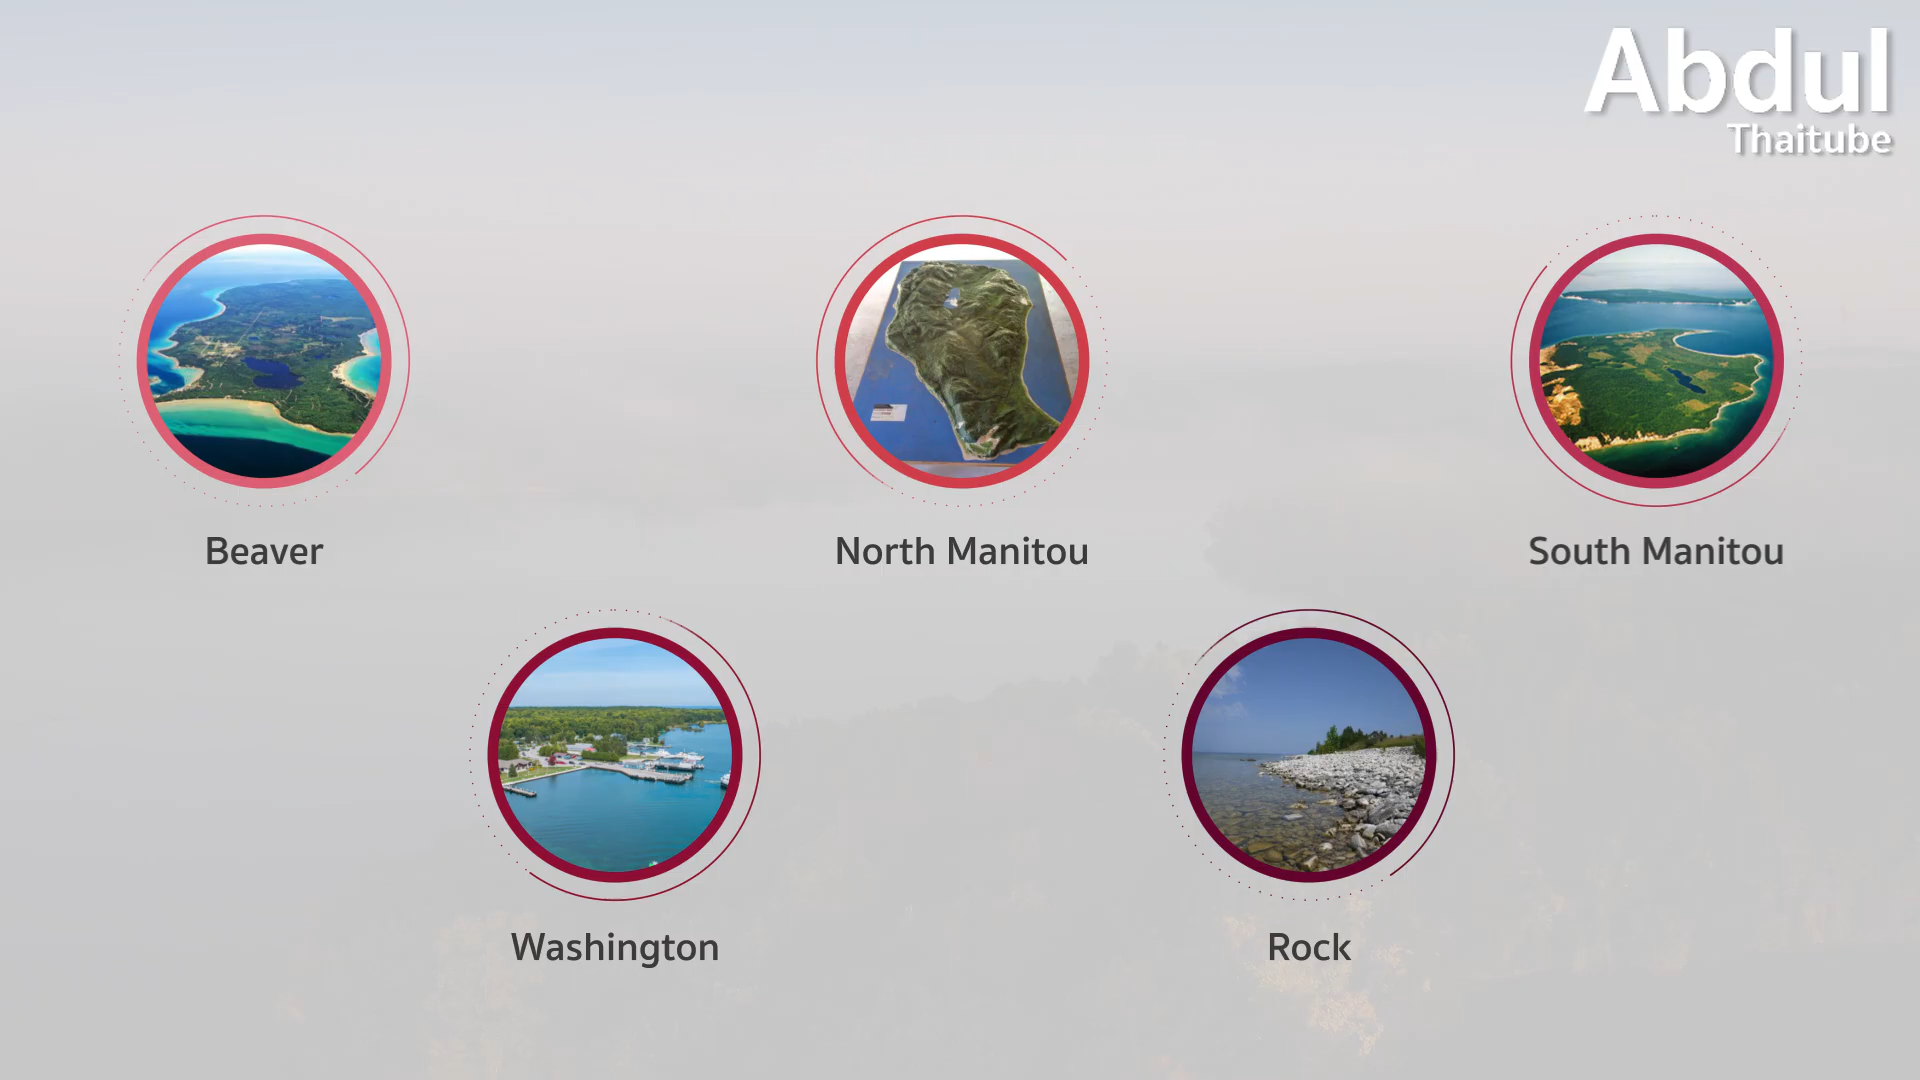 Abdul
Thaitube
Beaver
North Manitou
South Manitou
Washington
Rock